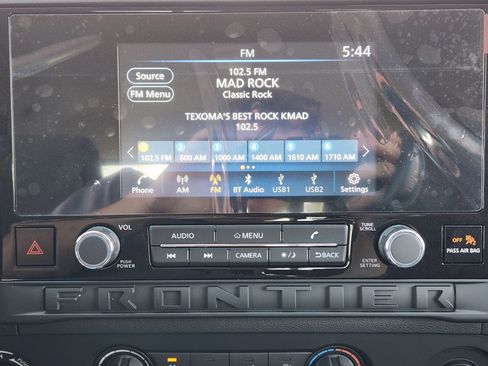 FM
5:44
Source
102.5 FM
MAD ROCK
FM Menu
Classic Rock
TEXOMA'S BEST ROCK KMAD
102.5
1 2 3 4 5 6
102.5 FM 600 AM 1000 AM 1400 AM 1610 AM 1710 AM
Phone AM FM BT Audio USB1 USB2 Settings
VOL
AUDIO MENU
TUNE
SCROLL
PUSH
POWER
CAMERA BACK
ENTER
SETTING
OFF
PASS AIR BAG
FRONTIER